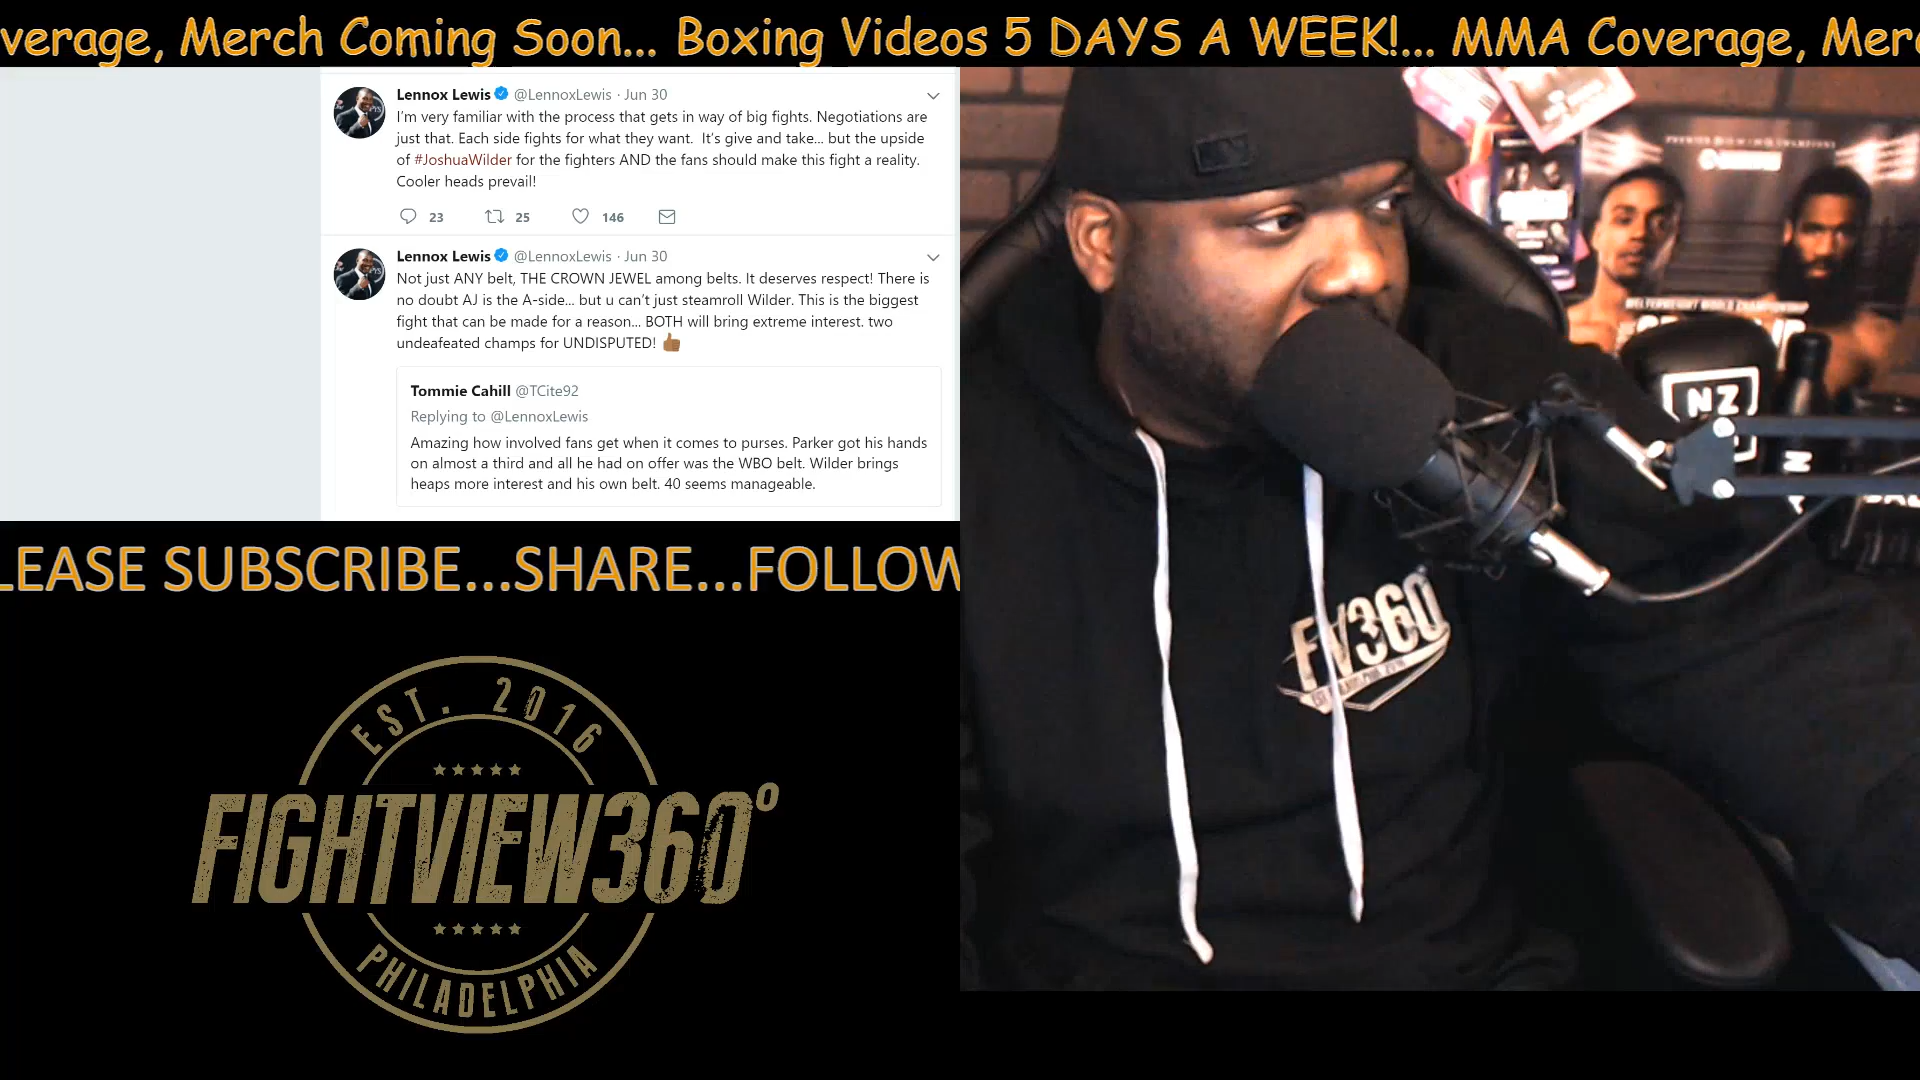 verage, Merch Coming Soon... Boxing Videos 5 DAYS A WEEK!... MMA Coverage, Merc
Lennox Lewis @LennoxLewis · Jun 30
I'm very familiar with the process that gets in way of big fights. Negotiations are
just that. Each side fights for what they want.  It's give and take... but the upside
of #JoshuaWilder for the fighters AND the fans should make this fight a reality.
Cooler heads prevail!
23 25 146
Lennox Lewis @LennoxLewis · Jun 30
Not just ANY belt, THE CROWN JEWEL among belts. It deserves respect! There is
no doubt AJ is the A-side... but u can't just steamroll Wilder. This is the biggest
fight that can be made for a reason... BOTH will bring extreme interest. two
undeafeated champs for UNDISPUTED! 👍🏾
Tommie Cahill @TCite92
Replying to @LennoxLewis
Amazing how involved fans get when it comes to purses. Parker got his hands
on almost a third and all he had on offer was the WBO belt. Wilder brings
heaps more interest and his own belt. 40 seems manageable.
LEASE SUBSCRIBE...SHARE...FOLLOW
EST. 2016
FIGHTVIEW360°
PHILADELPHIA
FV360
NZ